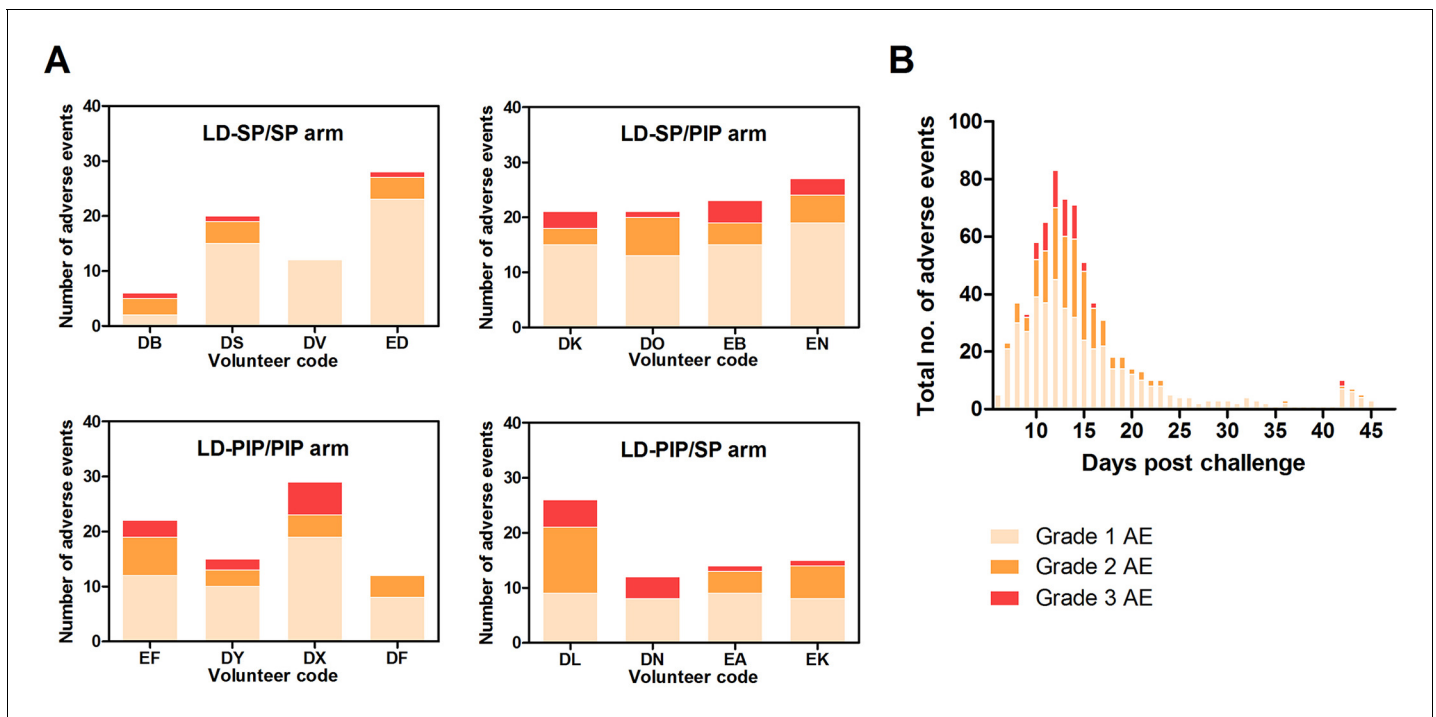 A
B
LD-SP/SP arm
Number of adverse events
40
30
20
10
0
DB DS DV ED
Volunteer code
LD-SP/PIP arm
Number of adverse events
40
30
20
10
0
DK DO EB EN
Volunteer code
LD-PIP/PIP arm
Number of adverse events
40
30
20
10
0
EF DY DX DF
Volunteer code
LD-PIP/SP arm
Number of adverse events
40
30
20
10
0
DL DN EA EK
Volunteer code
Total no. of adverse events
100
80
60
40
20
0
10 15 20 25 30 35 40 45
Days post challenge
Grade 1 AE
Grade 2 AE
Grade 3 AE